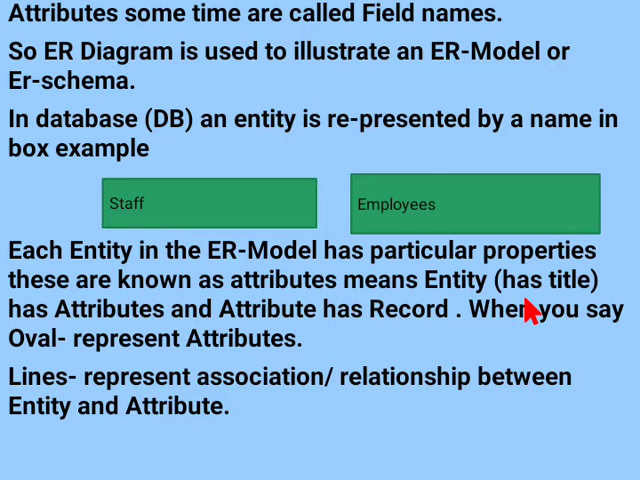 Attributes some time are called Field names.
So ER Diagram is used to illustrate an ER-Model or
Er-schema.
In database (DB) an entity is re-presented by a name in
box example
Staff
Employees
Each Entity in the ER-Model has particular properties
these are known as attributes means Entity (has title)
has Attributes and Attribute has Record . When you say
Oval- represent Attributes.
Lines- represent association/ relationship between
Entity and Attribute.